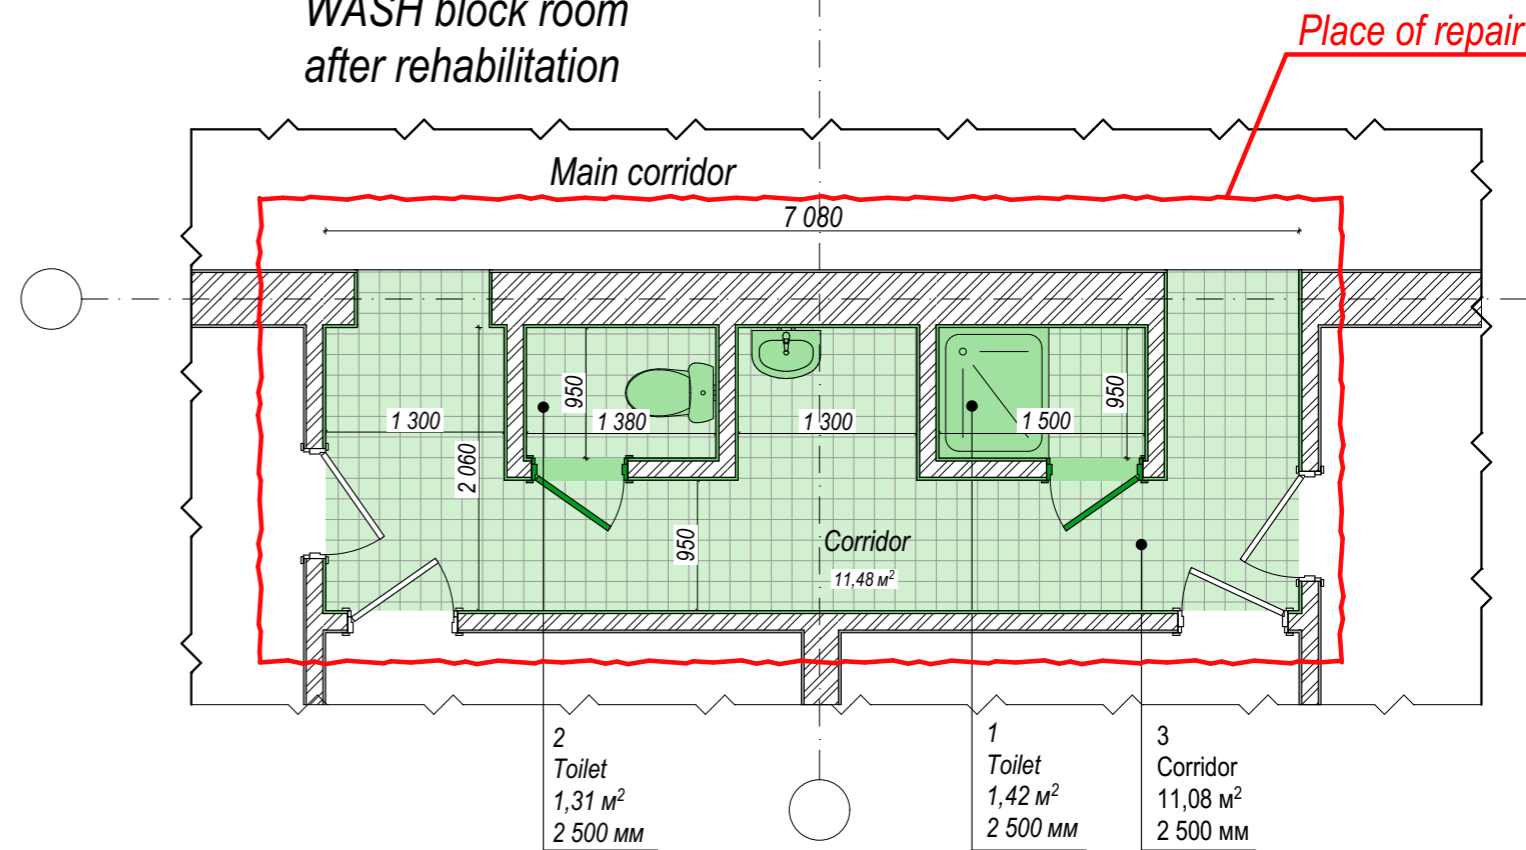 WASH block room
after rehabilitation
Place of repair
Main corridor
7 080
950
1 300
1 380
1 300
1 500
950
2 060
950
Corridor
11,48 м²
2
Toilet
1,31 м²
2 500 мм
1
Toilet
1,42 м²
2 500 мм
3
Corridor
11,08 м²
2 500 мм